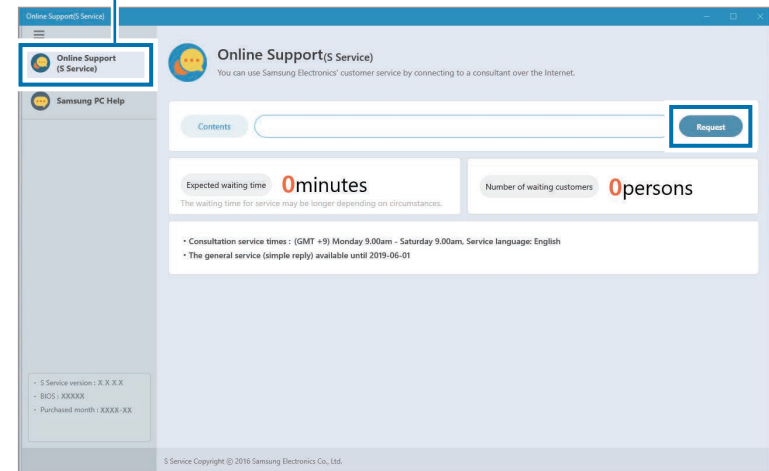 Online Support(S Service)
Online Support
(S Service)
Samsung PC Help
Online Support(S Service)
You can use Samsung Electronics' customer service by connecting to a consultant over the Internet.
Contents
Request
Expected waiting time 0minutes
The waiting time for service may be longer depending on circumstances.
Number of waiting customers 0persons
• Consultation service times : (GMT +9) Monday 9.00am - Saturday 9.00am, Service language: English
• The general service (simple reply) available until 2019-06-01
• S Service version : X X X X
• BIOS : XXXXX
• Purchased month : XXXX-XX
S Service Copyright ⓒ 2016 Samsung Electronics Co., Ltd.